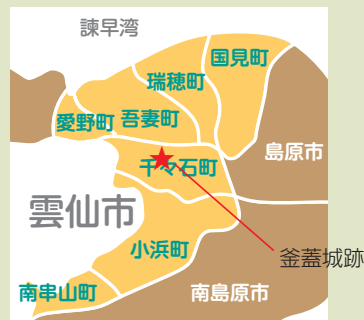 諫早湾
国見町
瑞穂町
吾妻町
愛野町
島原市
千々石町
雲仙市
小浜町
釜蓋城跡
南串山町
南島原市